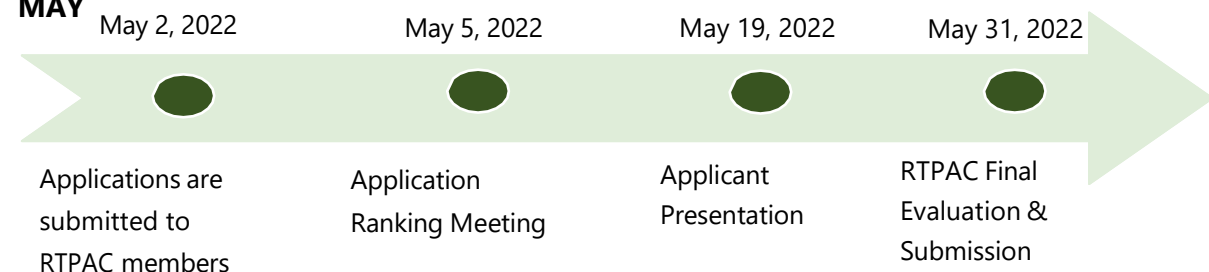 MAY
May 2, 2022
May 5, 2022
May 19, 2022
May 31, 2022
Applications are
submitted to
RTPAC members
Application
Ranking Meeting
Applicant
Presentation
RTPAC Final
Evaluation &
Submission